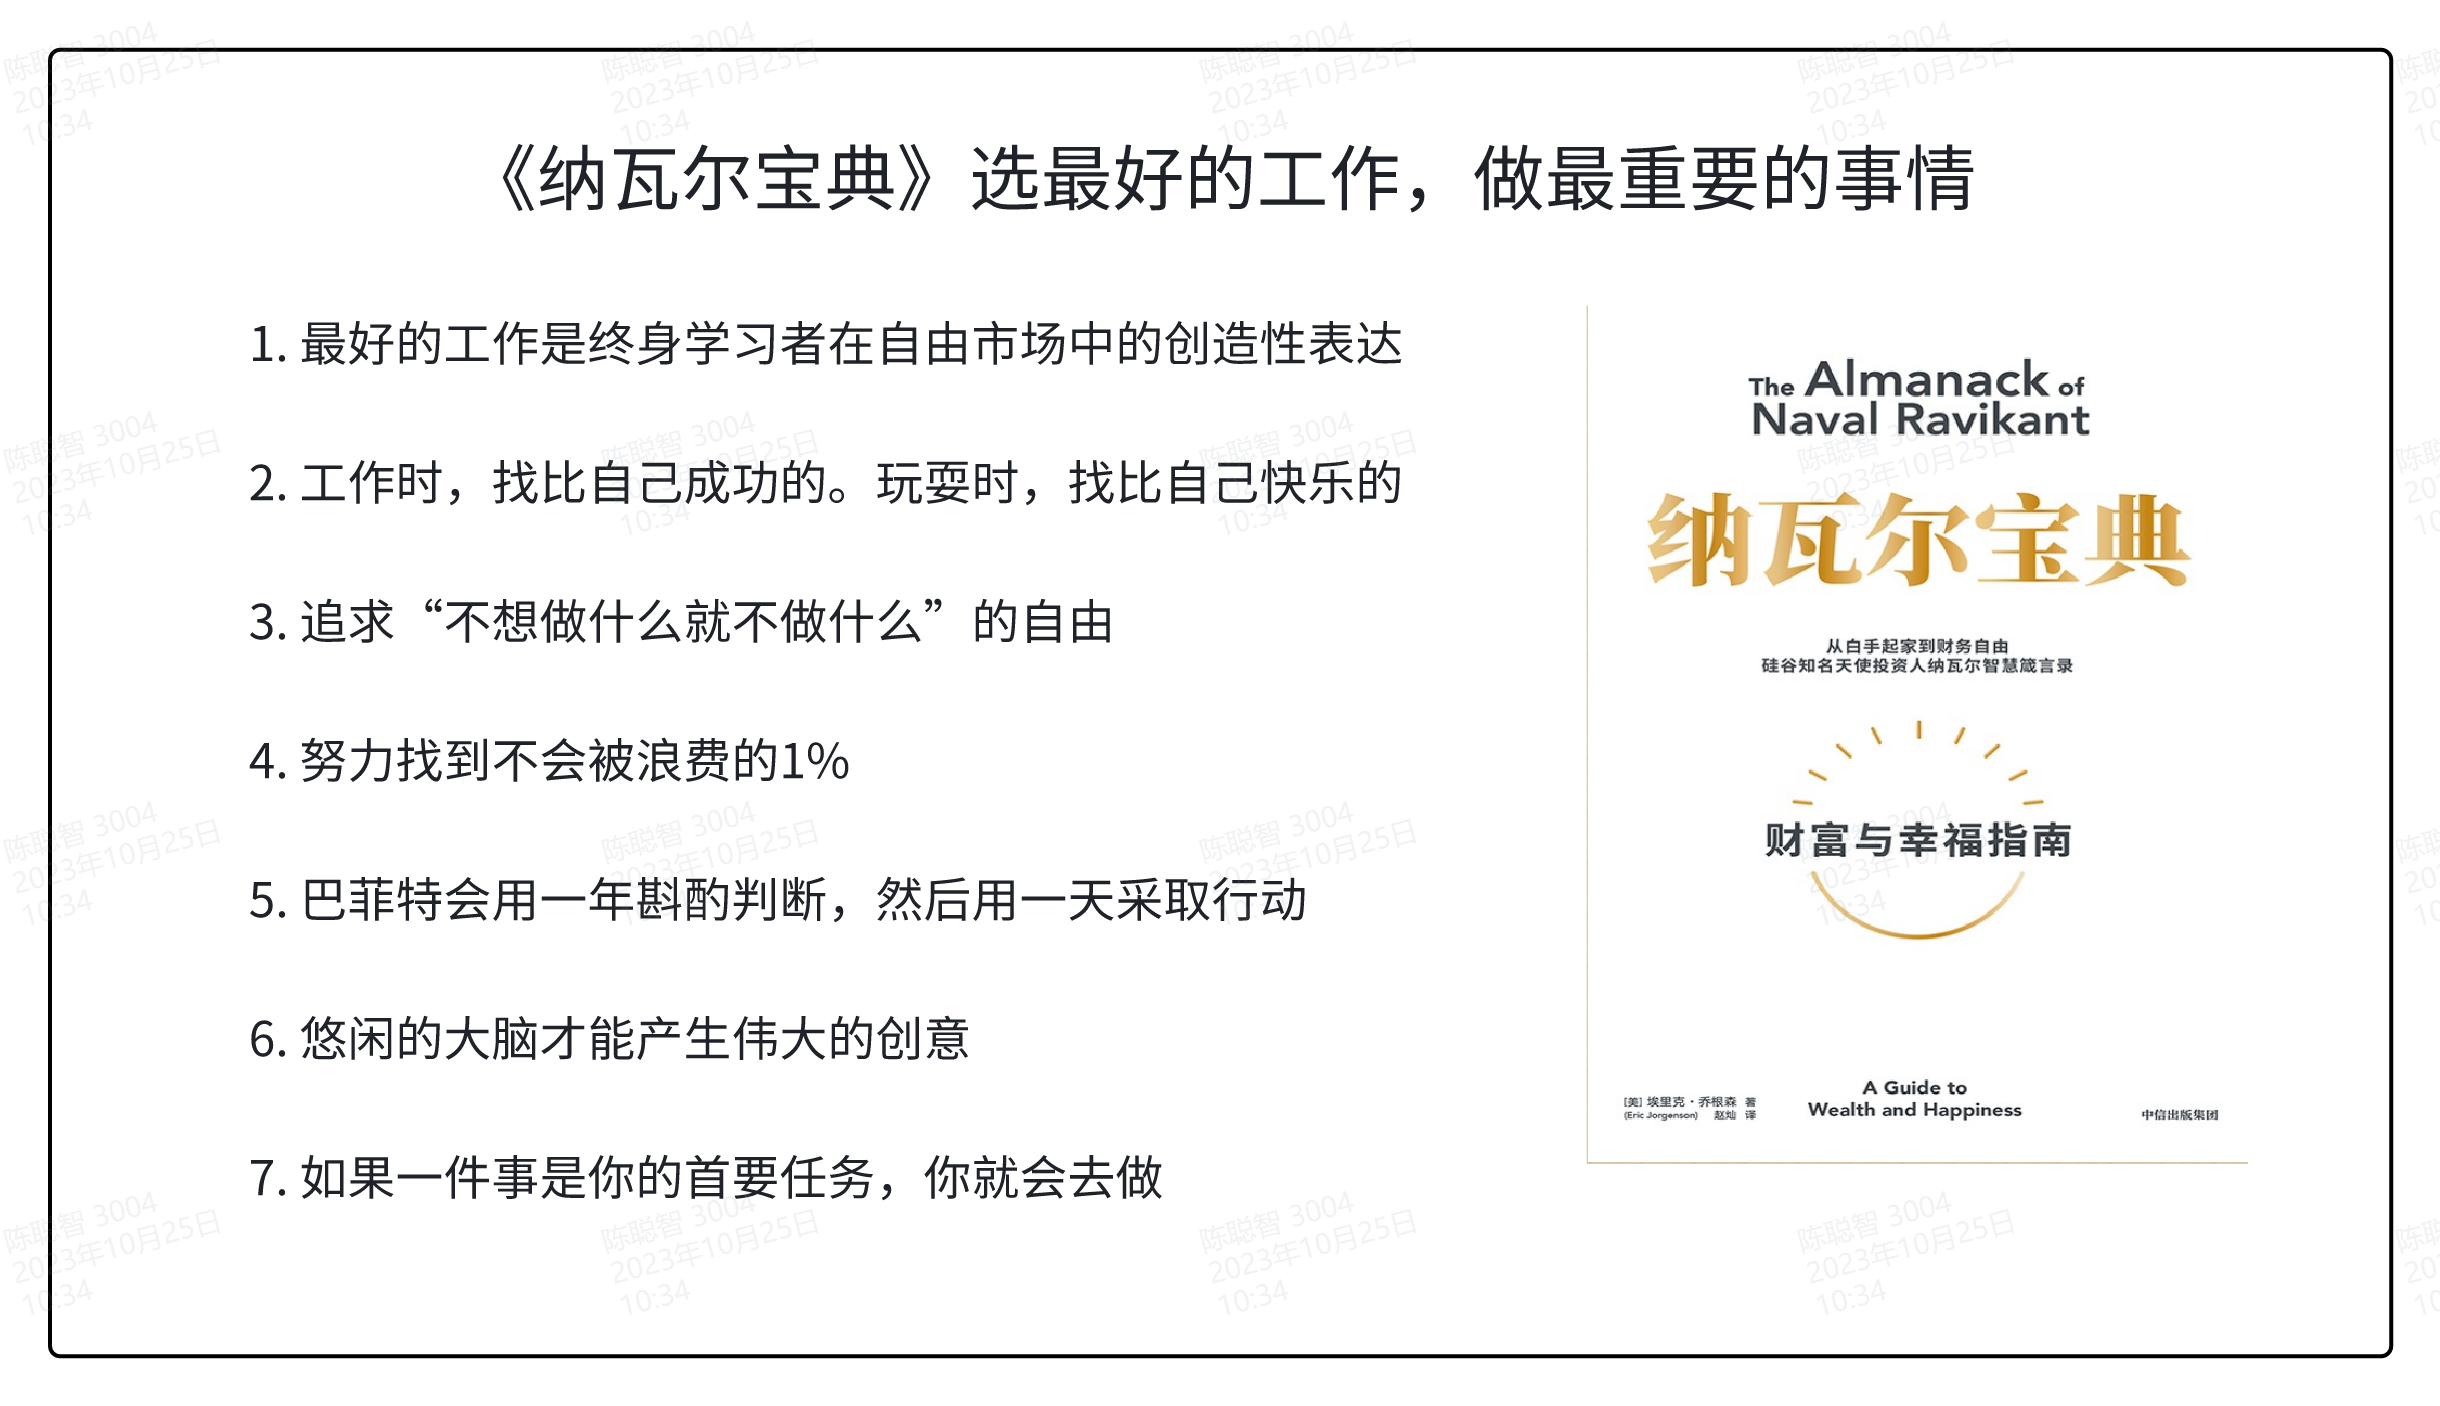 《纳瓦尔宝典》选最好的工作，做最重要的事情
1. 最好的工作是终身学习者在自由市场中的创造性表达
2. 工作时，找比自己成功的。玩耍时，找比自己快乐的
3. 追求“不想做什么就不做什么”的自由
4. 努力找到不会被浪费的1%
5. 巴菲特会用一年斟酌判断，然后用一天采取行动
6. 悠闲的大脑才能产生伟大的创意
7. 如果一件事是你的首要任务，你就会去做
The Almanack of
Naval Ravikant
纳瓦尔宝典
从白手起家到财务自由
硅谷知名天使投资人纳瓦尔智慧箴言录
财富与幸福指南
[美] 埃里克·乔根森 著
(Eric Jorgenson) 赵灿 译
A Guide to
Wealth and Happiness
中信出版集团
陈聪智 3004
2023年10月25日
10:34